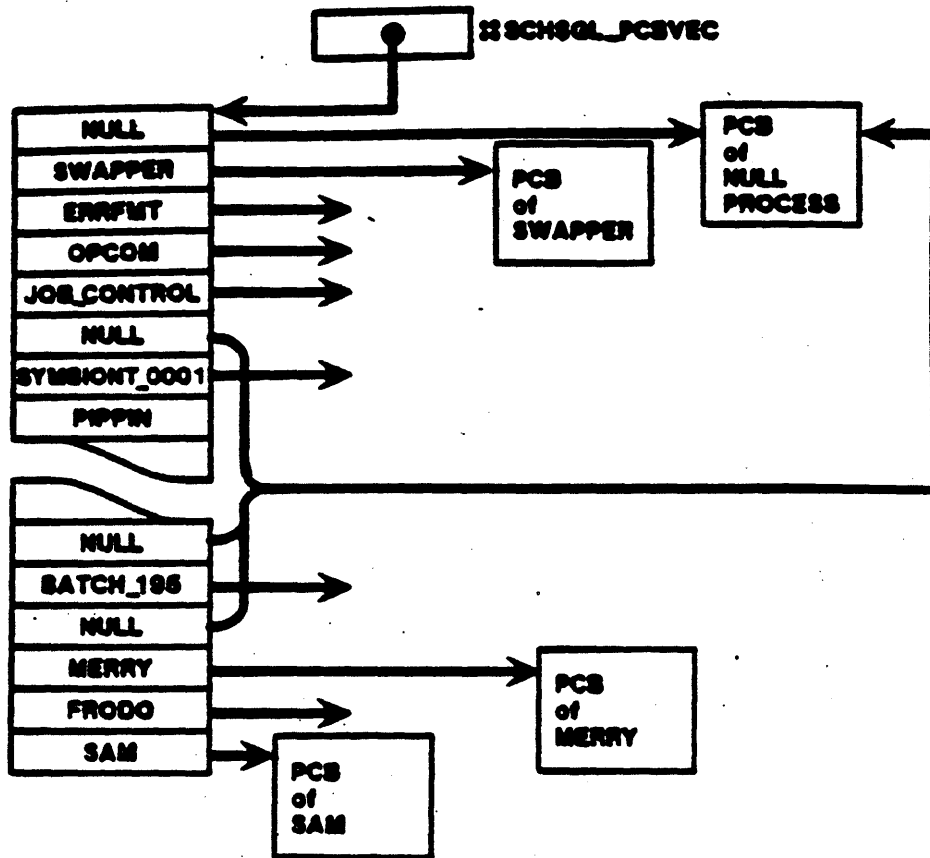 :: SCH$GL_PCBVEC
NULL
SWAPPER
ERRFMT
OPCOM
JOB_CONTROL
NULL
SYMBIONT_0001
PIPPIN
NULL
BATCH_195
NULL
MERRY
FRODO
SAM
PCB
of
SWAPPER
PCB
of
NULL
PROCESS
PCB
of
MERRY
PCB
of
SAM